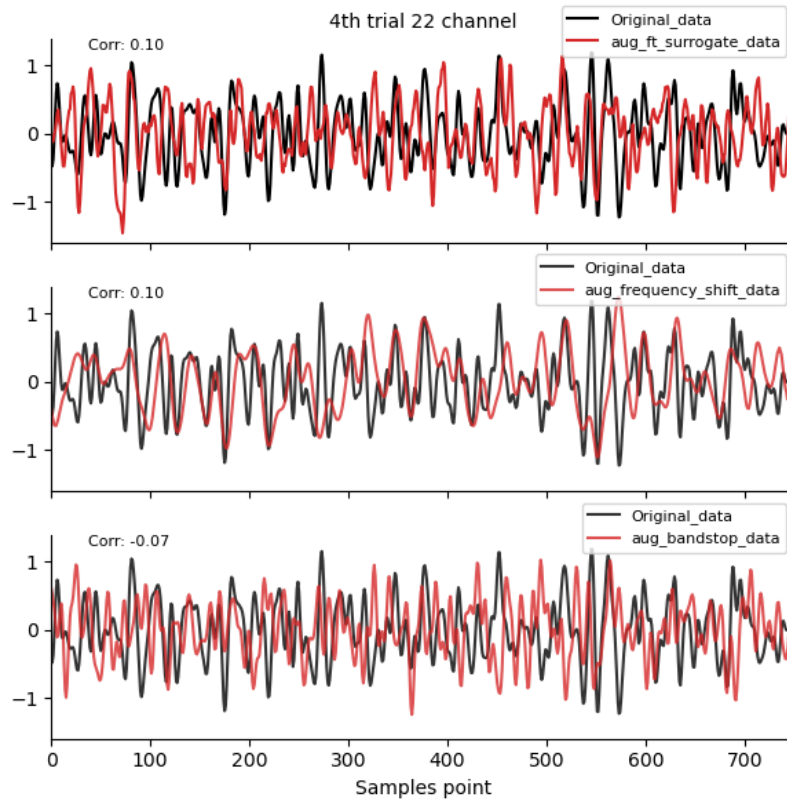 4th trial 22 channel
Corr: 0.10
Original_data
aug_ft_surrogate_data
1
0
−1
Corr: 0.10
Original_data
aug_frequency_shift_data
1
0
−1
Corr: -0.07
Original_data
aug_bandstop_data
1
0
−1
0 100 200 300 400 500 600 700
Samples point